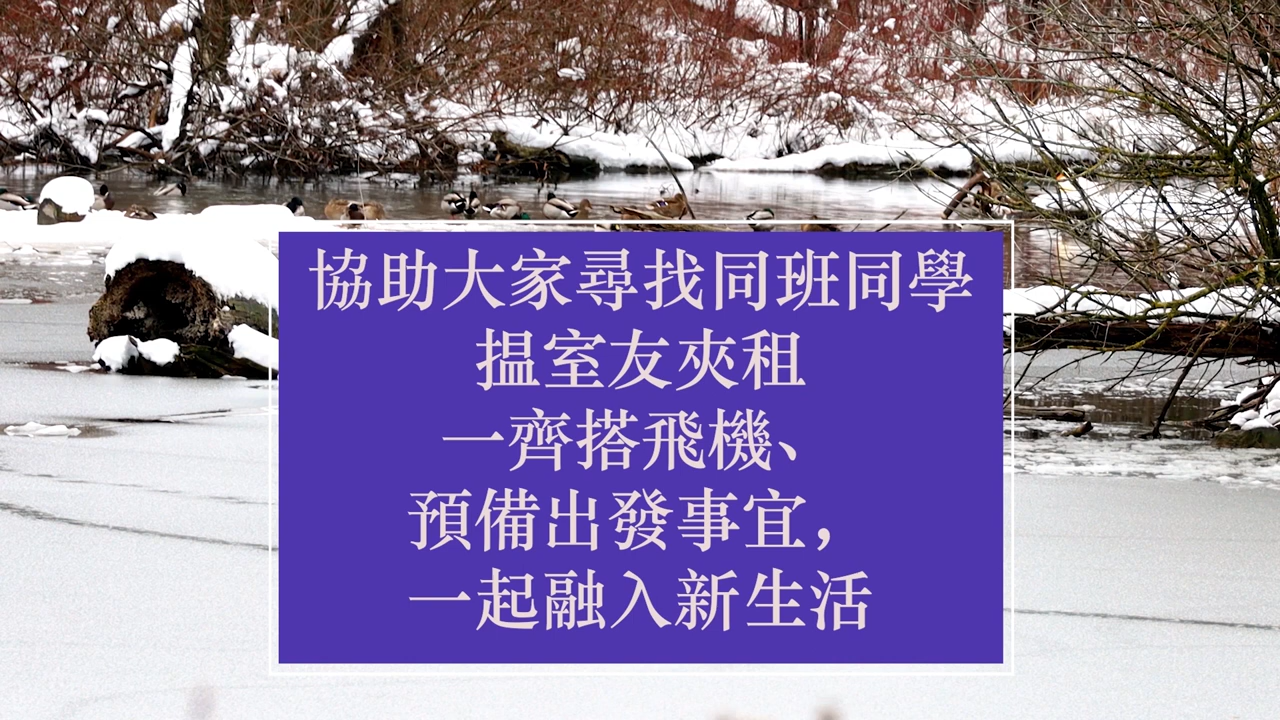 協助大家尋找同班同學
揾室友夾租
一齊搭飛機、
預備出發事宜，
一起融入新生活